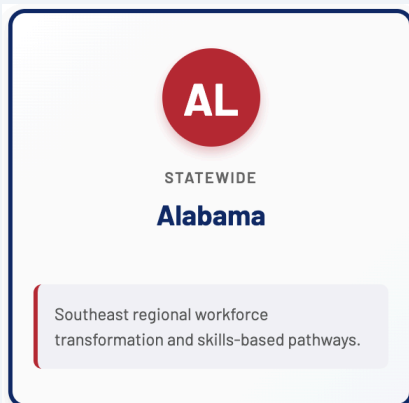 AL
STATEWIDE
Alabama
Southeast regional workforce
transformation and skills-based pathways.